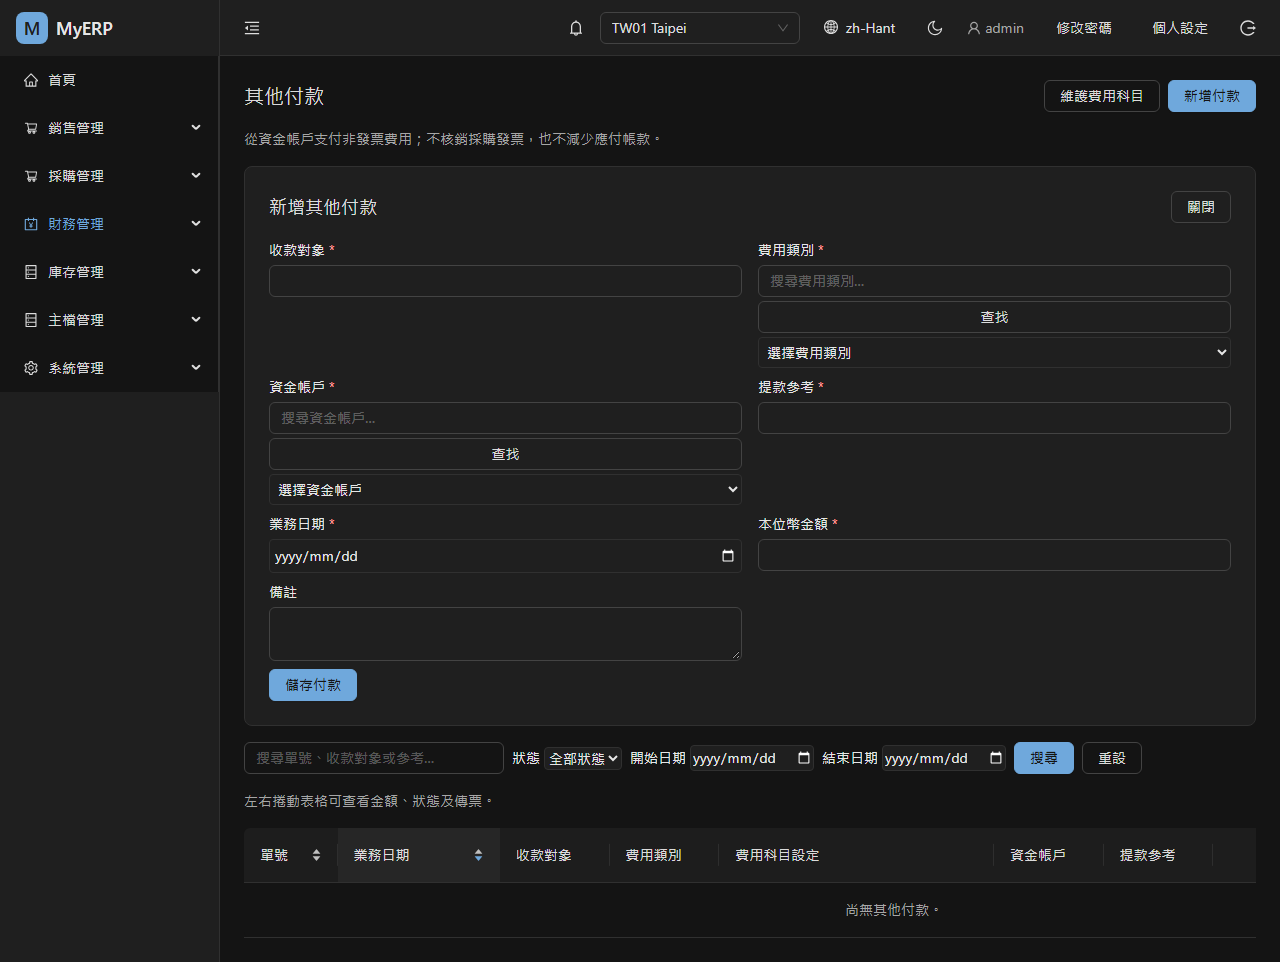 M MyERP
TW01 Taipei
zh-Hant
admin
修改密碼
個人設定
首頁
銷售管理
採購管理
財務管理
庫存管理
主檔管理
系統管理
其他付款
維護費用科目
新增付款
從資金帳戶支付非發票費用；不核銷採購發票，也不減少應付帳款。
新增其他付款
關閉
收款對象 *
費用類別 *
搜尋費用類別...
查找
選擇費用類別
資金帳戶 *
提款參考 *
搜尋資金帳戶...
查找
選擇資金帳戶
業務日期 *
本位幣金額 *
yyyy/mm/dd
備註
儲存付款
搜尋單號、收款對象或參考...
狀態 全部狀態
開始日期 yyyy/mm/dd
結束日期 yyyy/mm/dd
搜尋
重設
左右捲動表格可查看金額、狀態及傳票。
單號 業務日期 收款對象 費用類別 費用科目設定 資金帳戶 提款參考
尚無其他付款。